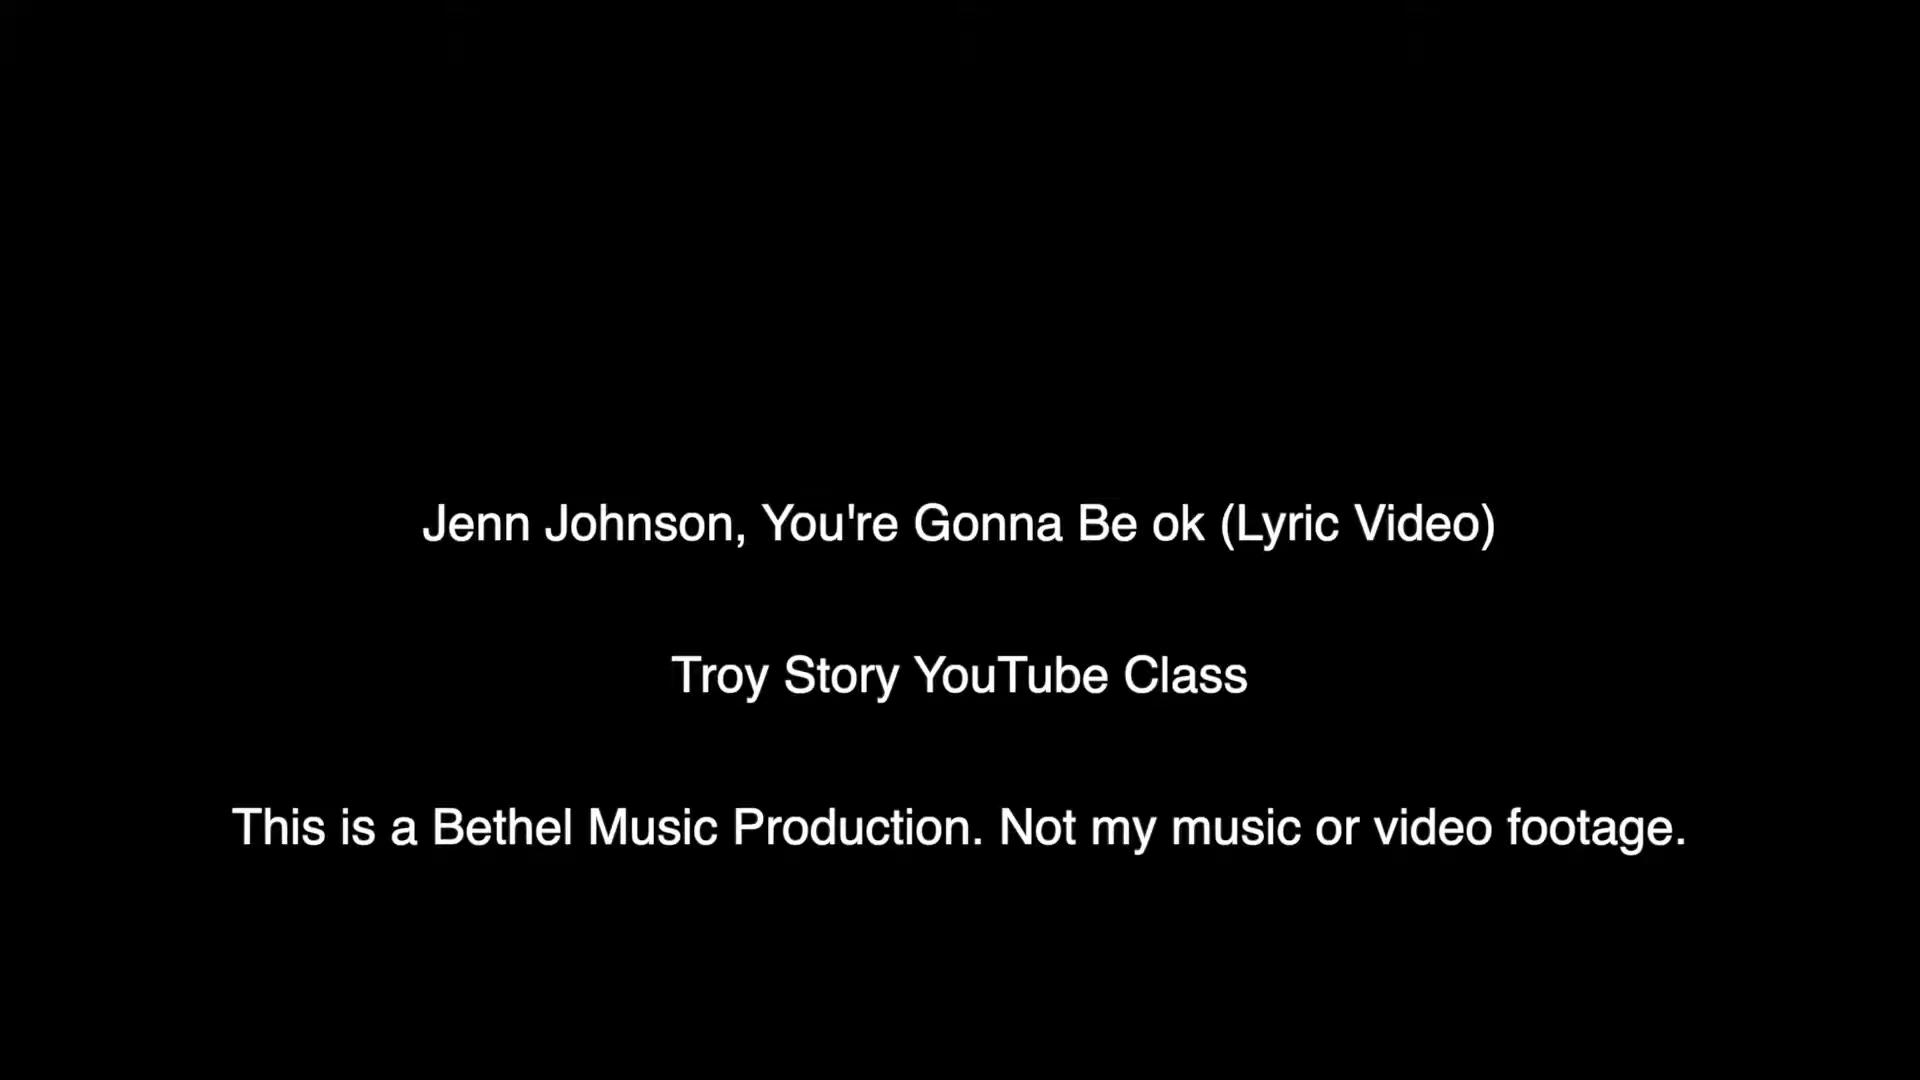 Jenn Johnson, You're Gonna Be ok (Lyric Video)
Troy Story YouTube Class
This is a Bethel Music Production. Not my music or video footage.